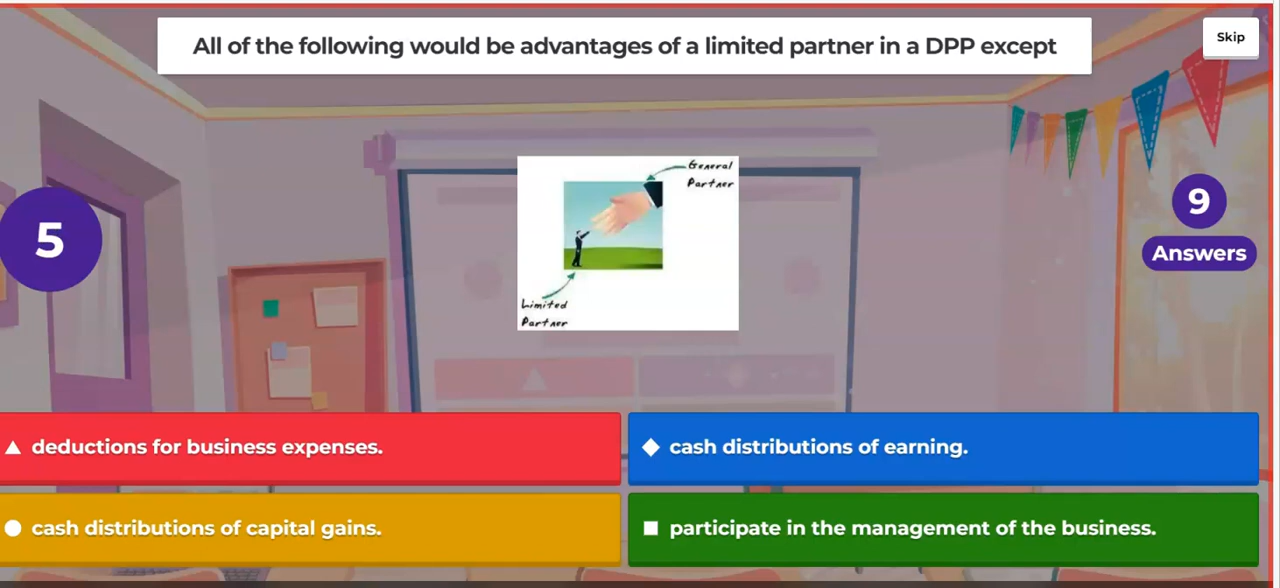 All of the following would be advantages of a limited partner in a DPP except
Skip
General
Partner
5
9
Answers
Limited
Partner
deductions for business expenses.
cash distributions of earning.
cash distributions of capital gains.
participate in the management of the business.